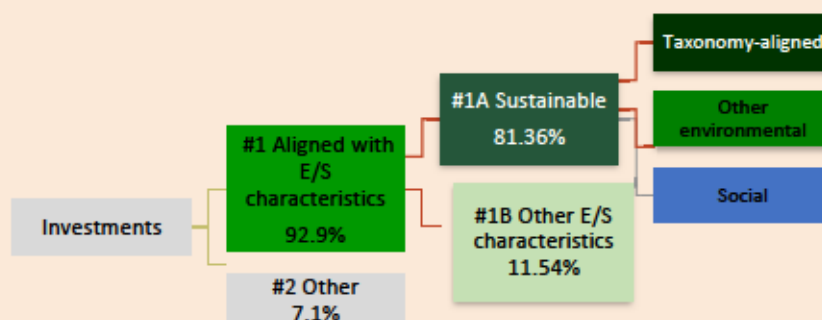 Investments
#1 Aligned with
E/S
characteristics
92.9%
#2 Other
7.1%
#1A Sustainable
81.36%
#1B Other E/S
characteristics
11.54%
Taxonomy-aligned
Other
environmental
Social